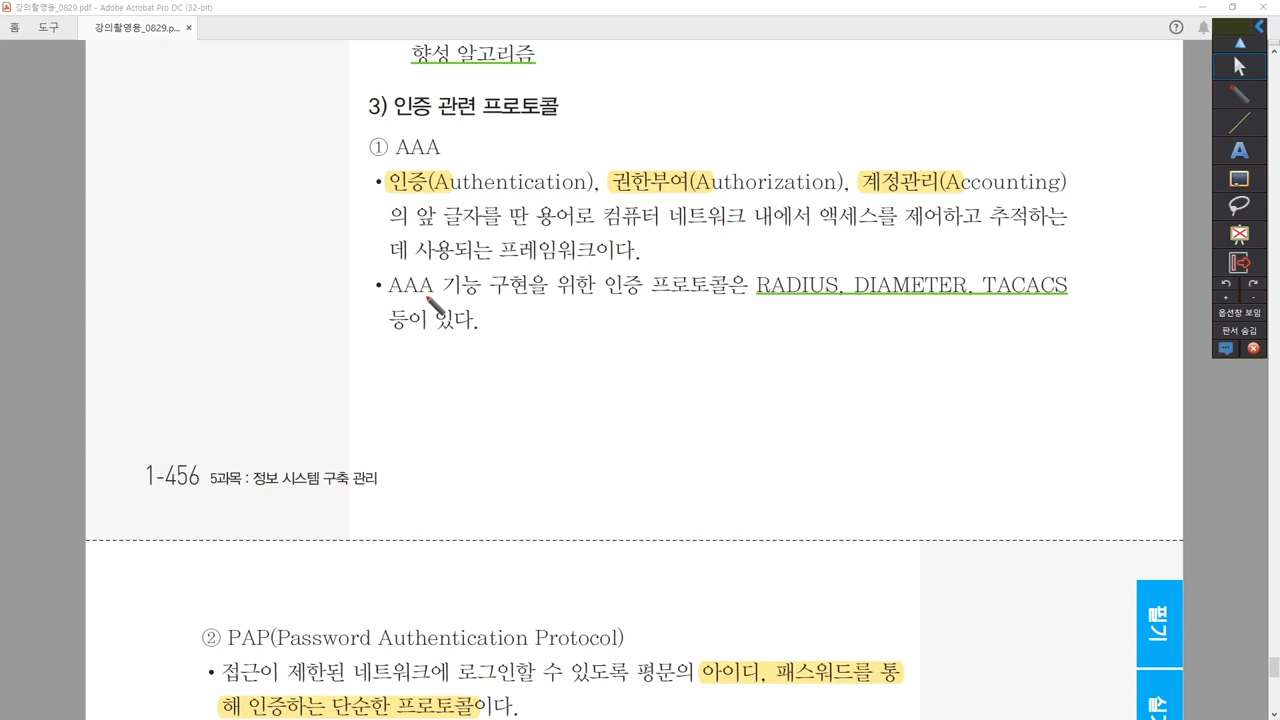 강의촬영용_0829.pdf - Adobe Acrobat Pro DC (32-bit)
홈 도구 강의촬영용_0829.p... ×
향성 알고리즘
3) 인증 관련 프로토콜
① AAA
• 인증(Authentication), 권한부여(Authorization), 계정관리(Accounting)
의 앞 글자를 딴 용어로 컴퓨터 네트워크 내에서 액세스를 제어하고 추적하는
데 사용되는 프레임워크이다.
• AAA 기능 구현을 위한 인증 프로토콜은 RADIUS, DIAMETER, TACACS
등이 있다.
옵션창 보임
판서 숨김
1-456 5과목 : 정보 시스템 구축 관리
② PAP(Password Authentication Protocol)
• 접근이 제한된 네트워크에 로그인할 수 있도록 평문의 아이디, 패스워드를 통
해 인증하는 단순한 프로토콜이다.
필기